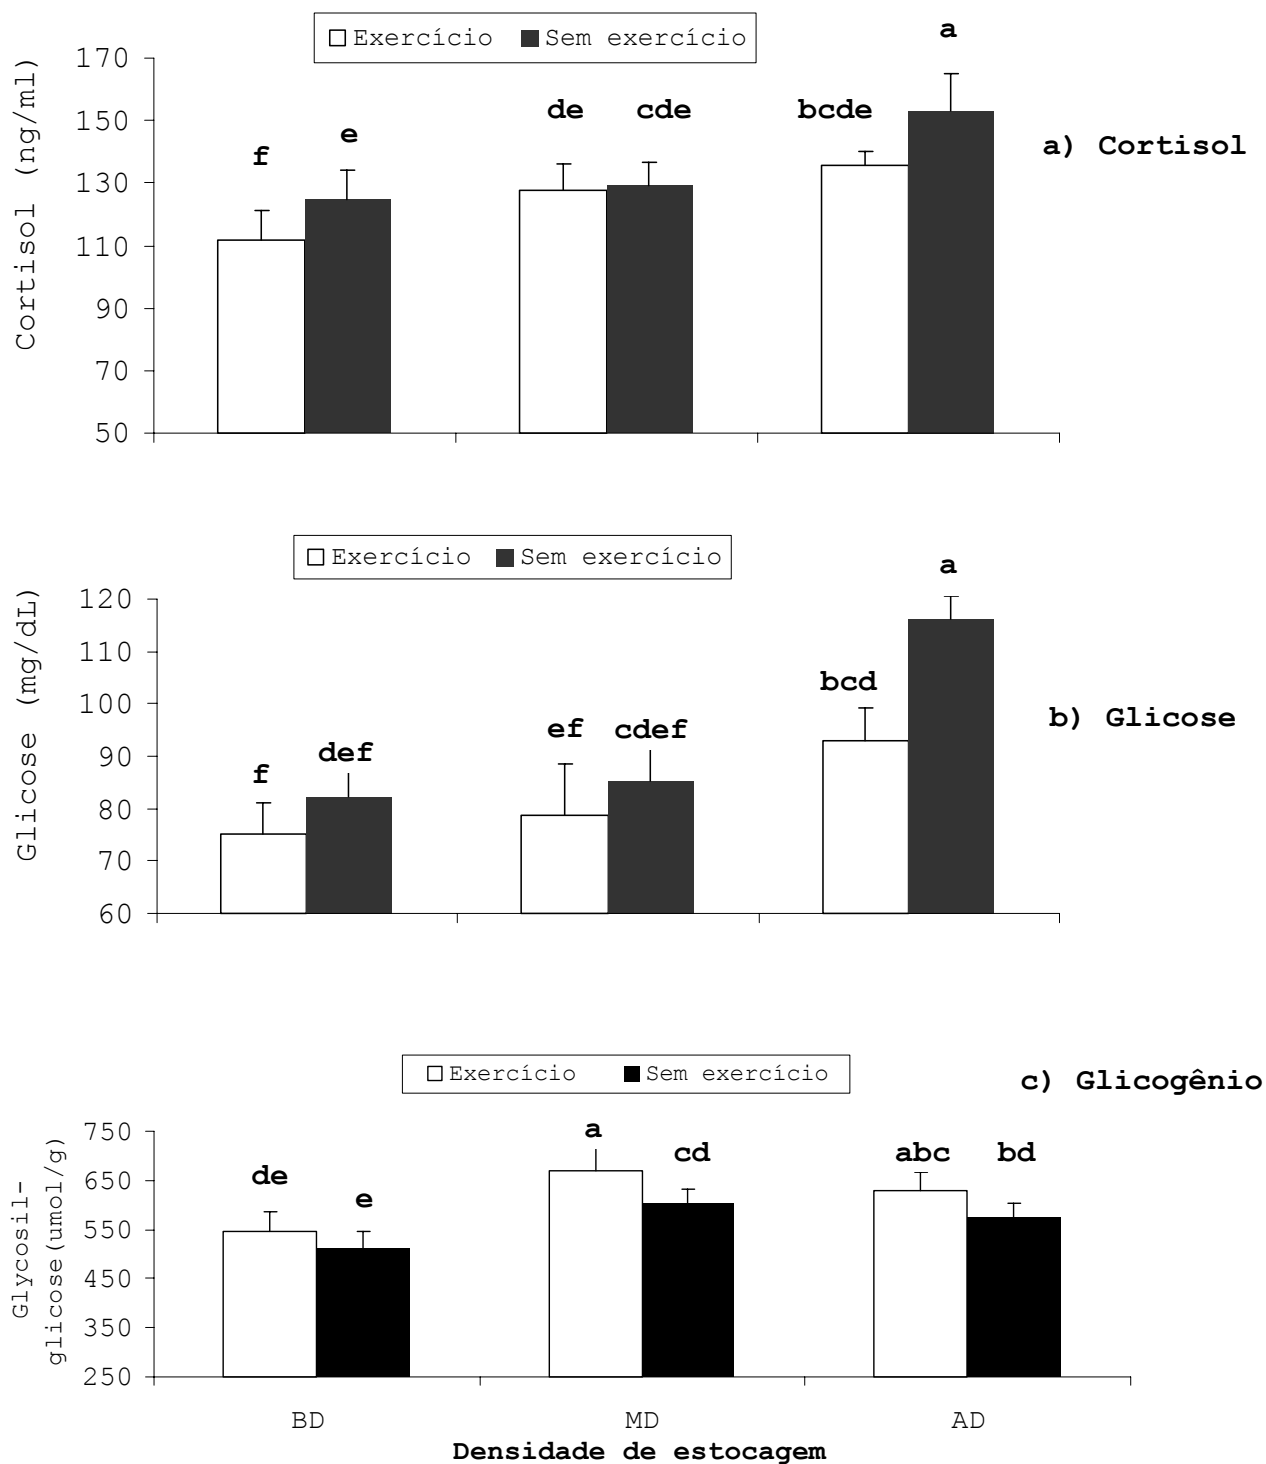 Exercício Sem exercício
a
170
150
130
110
90
70
50
Cortisol (ng/ml)
f e de cde bcde
a) Cortisol
Exercício Sem exercício
a
120
110
100
90
80
70
60
Glicose (mg/dL)
f def ef cdef bcd
b) Glicose
Exercício Sem exercício
c) Glicogênio
750
650
550
450
350
250
Glycosil-
glicose(umol/g)
de e a cd abc bd
BD MD AD
Densidade de estocagem